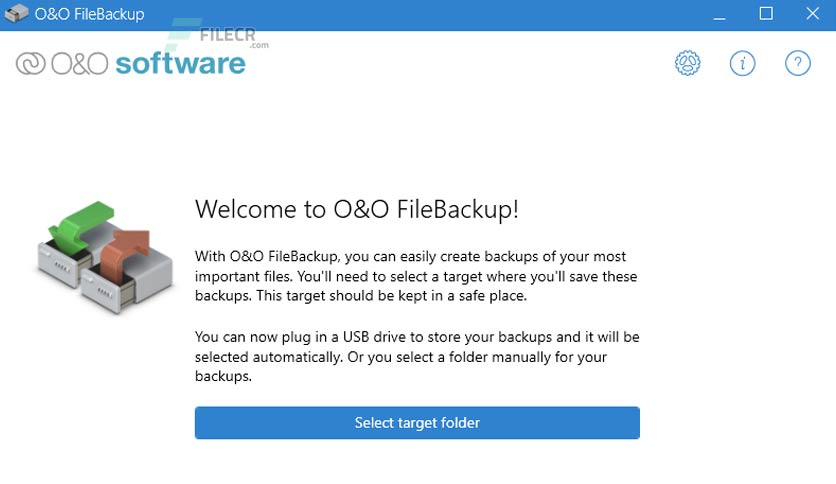 O&O FileBackup
FILECR
.com
O&O software
i
?
Welcome to O&O FileBackup!
With O&O FileBackup, you can easily create backups of your most
important files. You'll need to select a target where you'll save these
backups. This target should be kept in a safe place.
You can now plug in a USB drive to store your backups and it will be
selected automatically. Or you select a folder manually for your
backups.
Select target folder